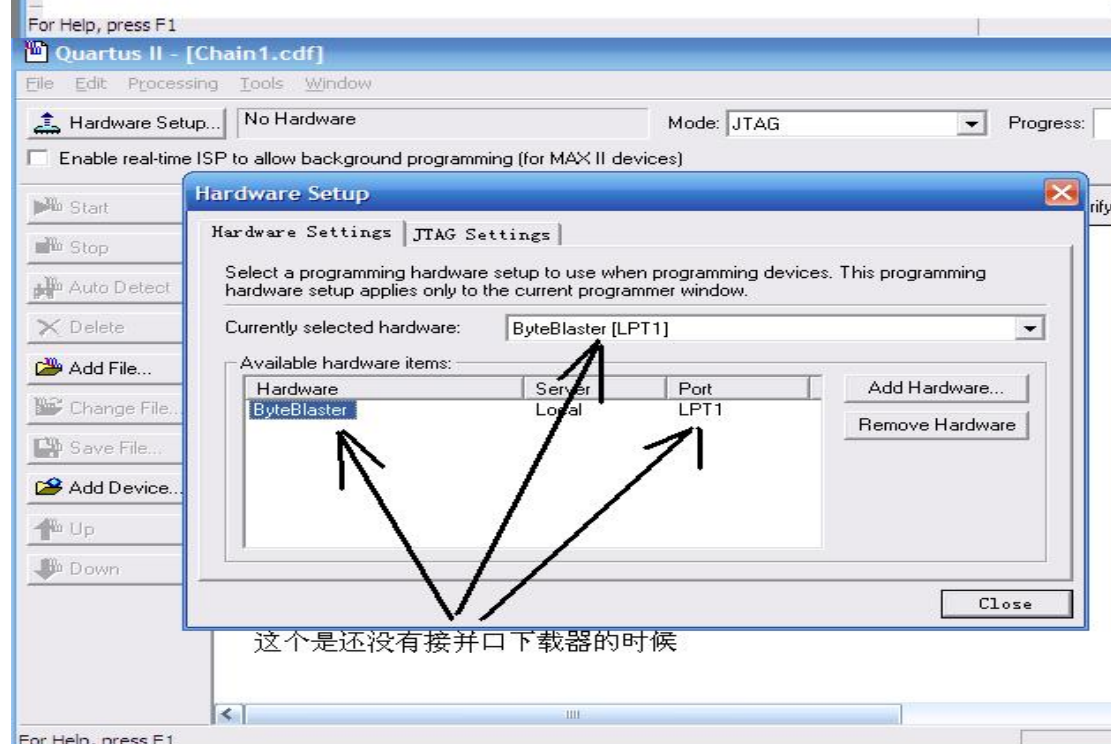 For Help, press F1
Quartus II - [Chain1.cdf]
File Edit Processing Tools Window
Hardware Setup... No Hardware Mode: JTAG Progress:
Enable real-time ISP to allow background programming (for MAX II devices)
Hardware Setup
rify
Start
Hardware Settings JTAG Settings
Stop
Select a programming hardware setup to use when programming devices. This programming
hardware setup applies only to the current programmer window.
Auto Detect
Delete
Currently selected hardware: ByteBlaster [LPT1]
Available hardware items:
Add File...
Hardware Server Port Add Hardware...
Change File...
ByteBlaster Local LPT1
Remove Hardware
Save File...
Add Device...
Up
Down
Close
这个是还没有接并口下载器的时候
For Help, press F1